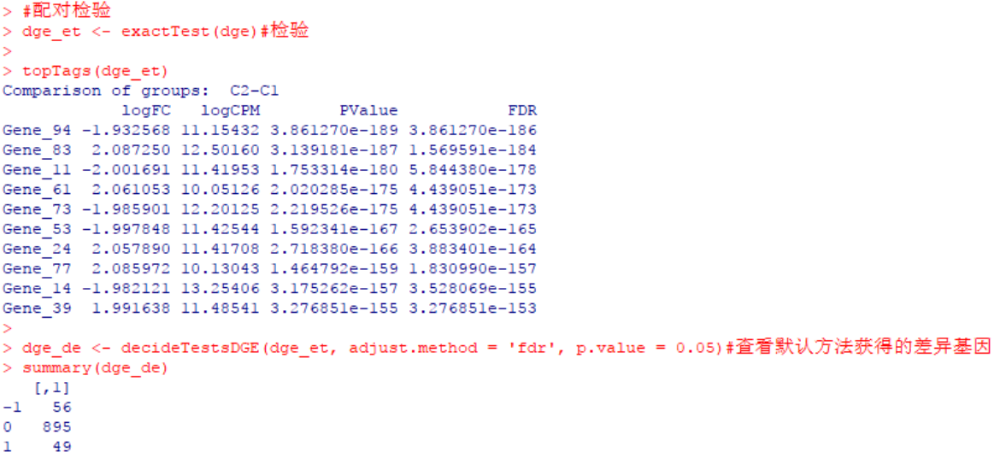 > #配对检验
> dge_et <- exactTest(dge)#检验
>
> topTags(dge_et)
Comparison of groups:  C2-C1
            logFC   logCPM        PValue           FDR
Gene_94 -1.932568 11.15432 3.861270e-189 3.861270e-186
Gene_83  2.087250 12.50160 3.139181e-187 1.569591e-184
Gene_11 -2.001691 11.41953 1.753314e-180 5.844380e-178
Gene_61  2.061053 10.05126 2.020285e-175 4.439051e-173
Gene_73 -1.985901 12.20125 2.219526e-175 4.439051e-173
Gene_53 -1.997848 11.42544 1.592341e-167 2.653902e-165
Gene_24  2.057890 11.41708 2.718380e-166 3.883401e-164
Gene_77  2.085972 10.13043 1.464792e-159 1.830990e-157
Gene_14 -1.982121 13.25406 3.175262e-157 3.528069e-155
Gene_39  1.991638 11.48541 3.276851e-155 3.276851e-153
>
> dge_de <- decideTestsDGE(dge_et, adjust.method = 'fdr', p.value = 0.05)#查看默认方法获得的差异基因
> summary(dge_de)
   [,1]
-1   56
0   895
1    49